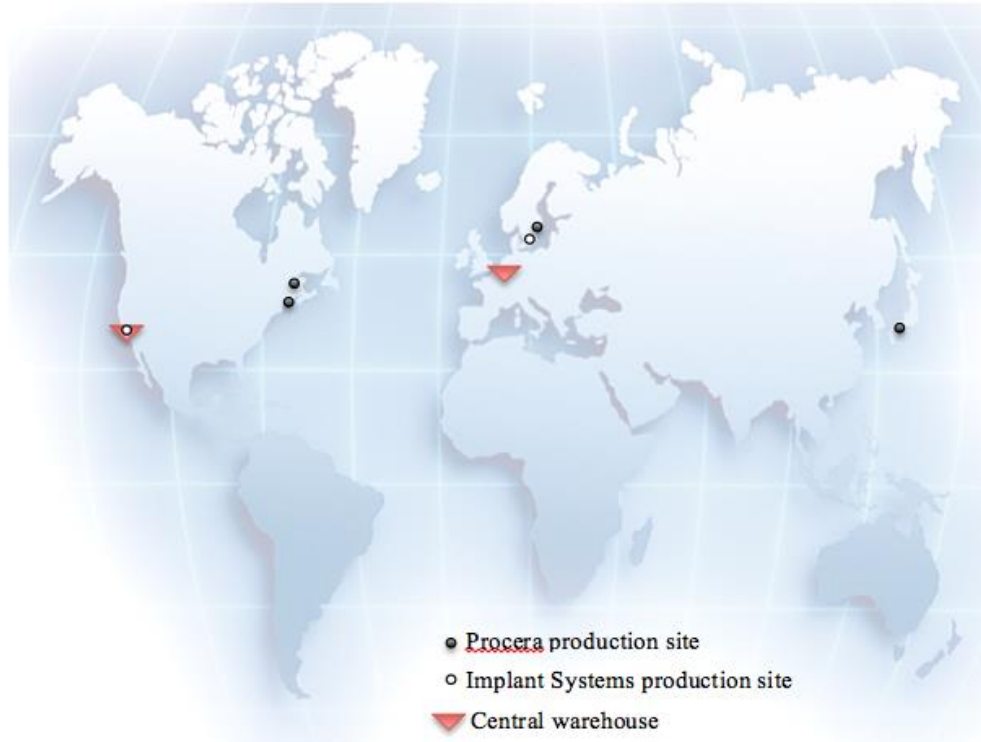 Procera production site
Implant Systems production site
Central warehouse